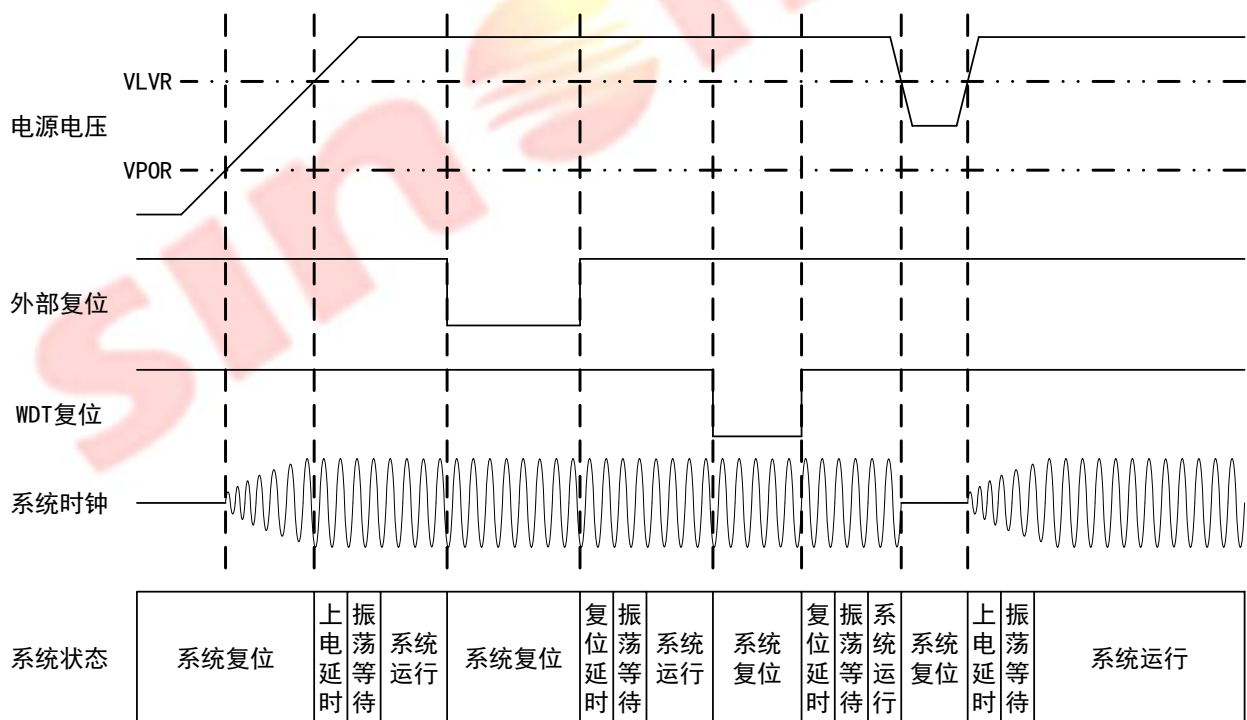 VLVR
电源电压
VPOR
外部复位
WDT复位
系统时钟
系统状态
系统复位
上电延时
振荡等待
系统运行
系统复位
复位延时
振荡等待
系统运行
系统复位
复位延时
振荡等待
系统运行
系统复位
上电延时
振荡等待
系统运行
sin